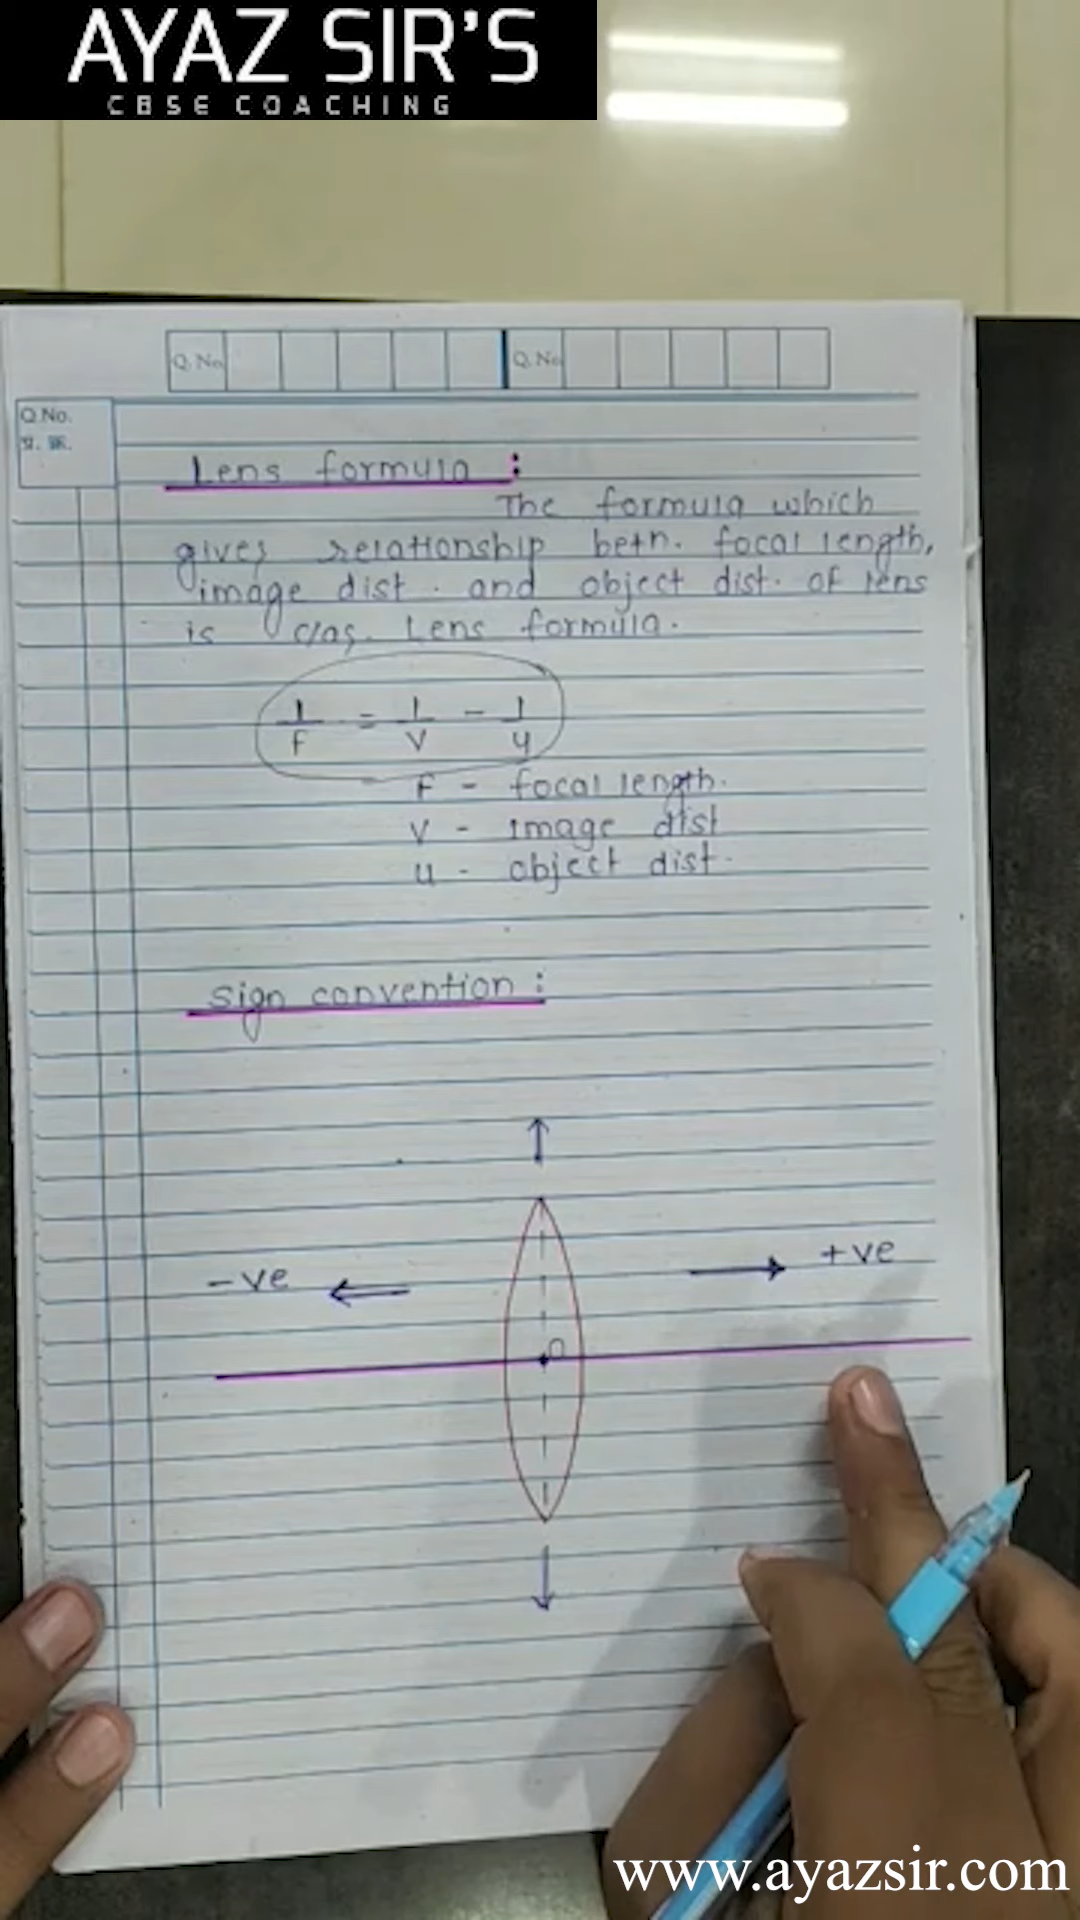 AYAZ SIR'S
CBSE COACHING
Q.No Q.No
Q.No.
प्र. क्र.
Lens formula :
The formula which
gives relationship betn. focal length,
image dist. and object dist. of lens
is c/as. Lens formula.
1/F = 1/V - 1/u
F - focal length.
V - image dist
u - object dist.
sign convention :
-ve +ve
O
www.ayazsir.com